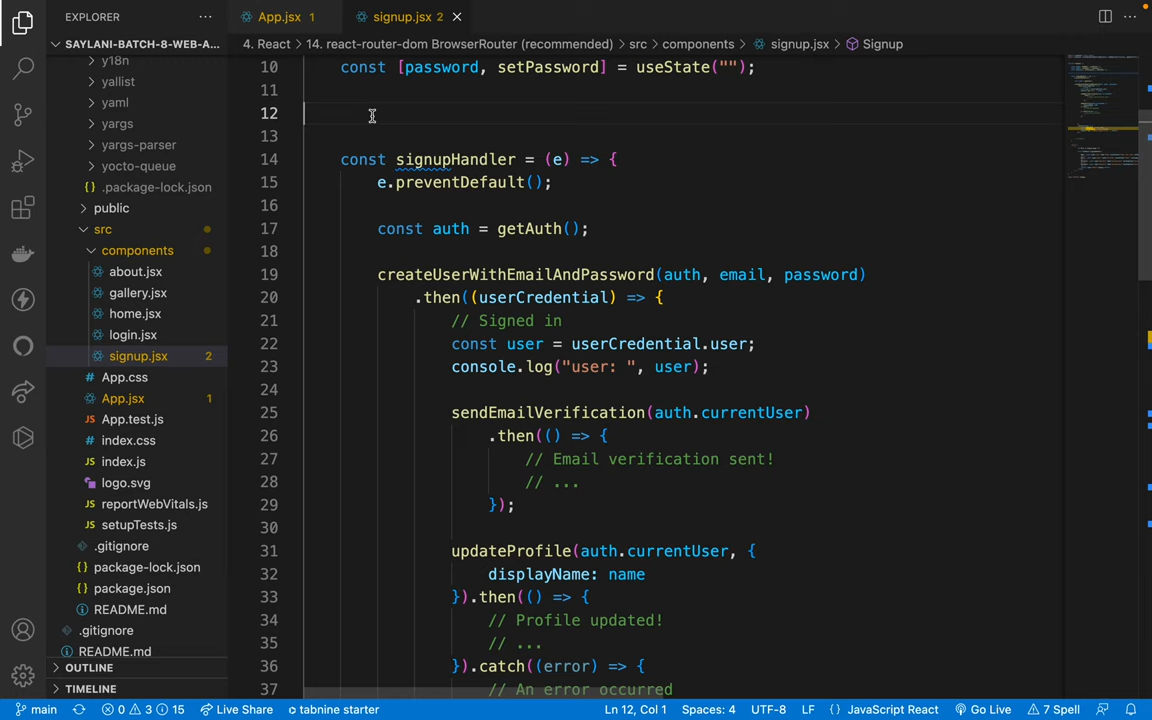 EXPLORER
SAYLANI-BATCH-8-WEB-A...
y18n
yallist
yaml
yargs
yargs-parser
yocto-queue
{} .package-lock.json
public
src
components
about.jsx
gallery.jsx
home.jsx
login.jsx
signup.jsx 2
# App.css
App.jsx 1
JS App.test.js
# index.css
JS index.js
logo.svg
JS reportWebVitals.js
JS setupTests.js
.gitignore
{} package-lock.json
{} package.json
README.md
.gitignore
README.md
OUTLINE
TIMELINE
App.jsx 1
signup.jsx 2
4. React > 14. react-router-dom BrowserRouter (recommended) > src > components > signup.jsx > Signup
10 const [password, setPassword] = useState("");
11
12
13
14 const signupHandler = (e) => {
15 e.preventDefault();
16
17 const auth = getAuth();
18
19 createUserWithEmailAndPassword(auth, email, password)
20 .then((userCredential) => {
21 // Signed in
22 const user = userCredential.user;
23 console.log("user: ", user);
24
25 sendEmailVerification(auth.currentUser)
26 .then(() => {
27 // Email verification sent!
28 // ...
29 });
30
31 updateProfile(auth.currentUser, {
32 displayName: name
33 }).then(() => {
34 // Profile updated!
35 // ...
36 }).catch((error) => {
37 // An error occurred
main 0 3 15 Live Share tabnine starter Ln 12, Col 1 Spaces: 4 UTF-8 LF {} JavaScript React Go Live 7 Spell